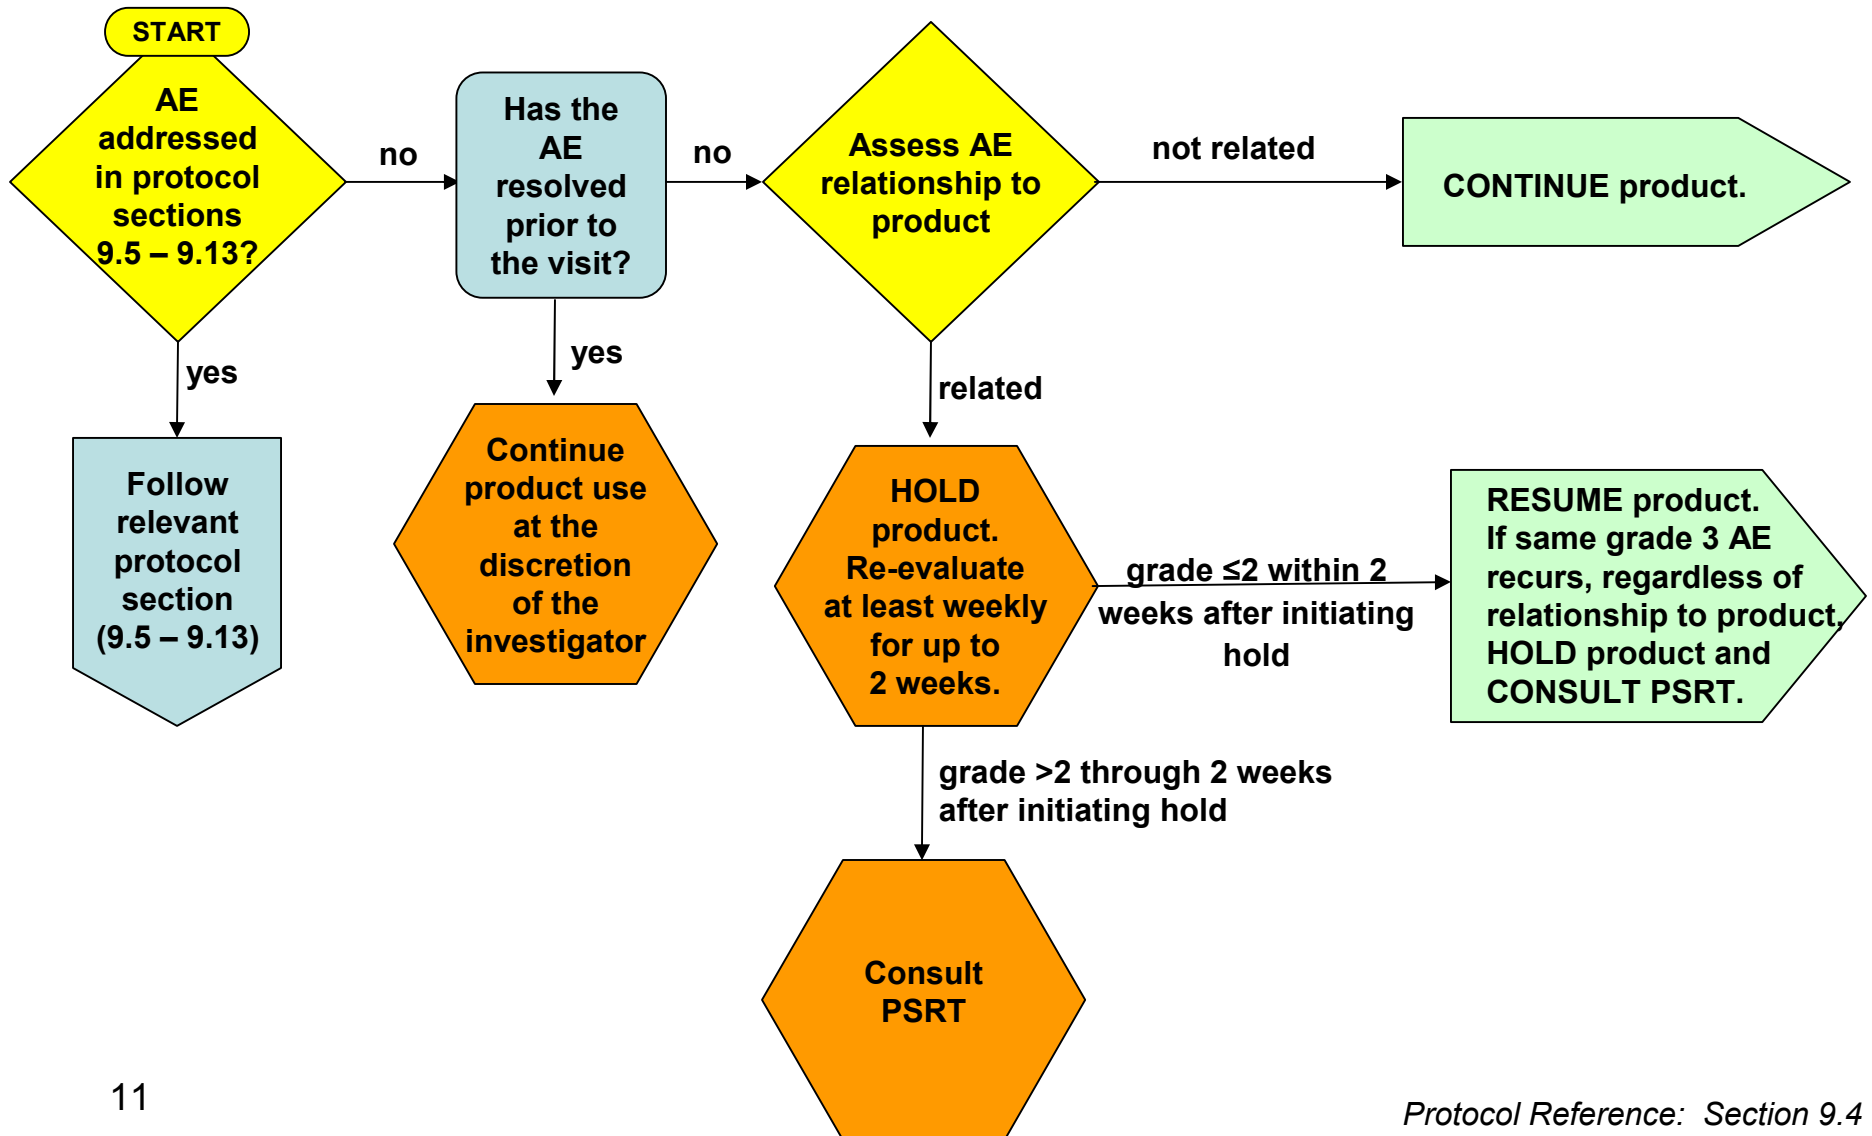 START
AE
addressed
in protocol
sections
9.5 – 9.13?
no
Has the
AE
resolved
prior to
the visit?
no
Assess AE
relationship to
product
not related
CONTINUE product.
yes
Follow
relevant
protocol
section
(9.5 – 9.13)
yes
Continue
product use
at the
discretion
of the
investigator
related
HOLD
product.
Re-evaluate
at least weekly
for up to
2 weeks.
grade ≤2 within 2
weeks after initiating
hold
RESUME product.
If same grade 3 AE
recurs, regardless of
relationship to product,
HOLD product and
CONSULT PSRT.
grade >2 through 2 weeks
after initiating hold
Consult
PSRT
11
Protocol Reference: Section 9.4